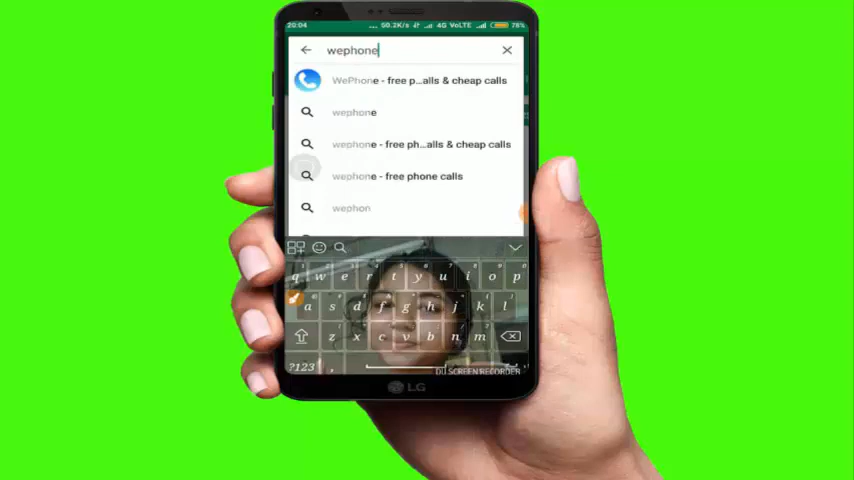 20:04 ... 50.2K/s 4G VoLTE 78%
wephone
WePhone - free p...alls & cheap calls
wephone
wephone - free ph...alls & cheap calls
wephone - free phone calls
wephon
q w e r t y u i o p
a s d f g h j k l
z x c v b n m
?123
DU SCREEN RECORDER
LG